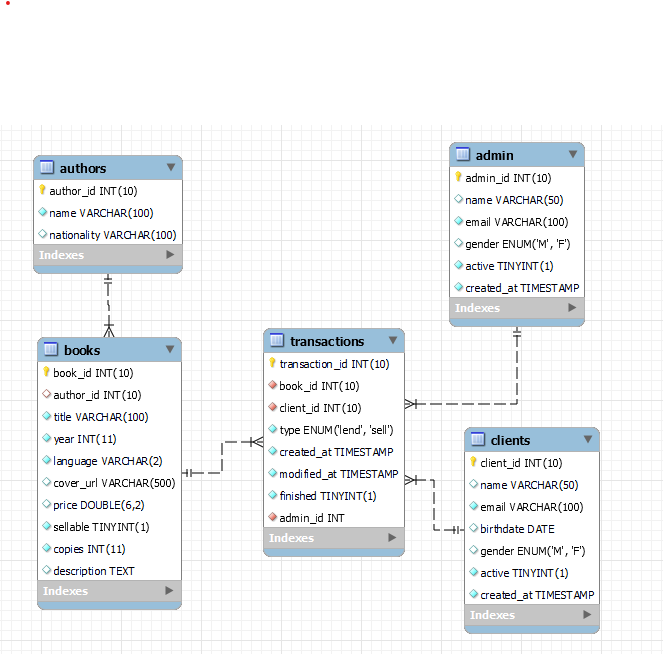 authors
author_id INT(10)
name VARCHAR(100)
nationality VARCHAR(100)
Indexes
admin
admin_id INT(10)
name VARCHAR(50)
email VARCHAR(100)
gender ENUM('M', 'F')
active TINYINT(1)
created_at TIMESTAMP
Indexes
books
book_id INT(10)
author_id INT(10)
title VARCHAR(100)
year INT(11)
language VARCHAR(2)
cover_url VARCHAR(500)
price DOUBLE(6,2)
sellable TINYINT(1)
copies INT(11)
description TEXT
Indexes
transactions
transaction_id INT(10)
book_id INT(10)
client_id INT(10)
type ENUM('lend', 'sell')
created_at TIMESTAMP
modified_at TIMESTAMP
finished TINYINT(1)
admin_id INT
Indexes
clients
client_id INT(10)
name VARCHAR(50)
email VARCHAR(100)
birthdate DATE
gender ENUM('M', 'F')
active TINYINT(1)
created_at TIMESTAMP
Indexes